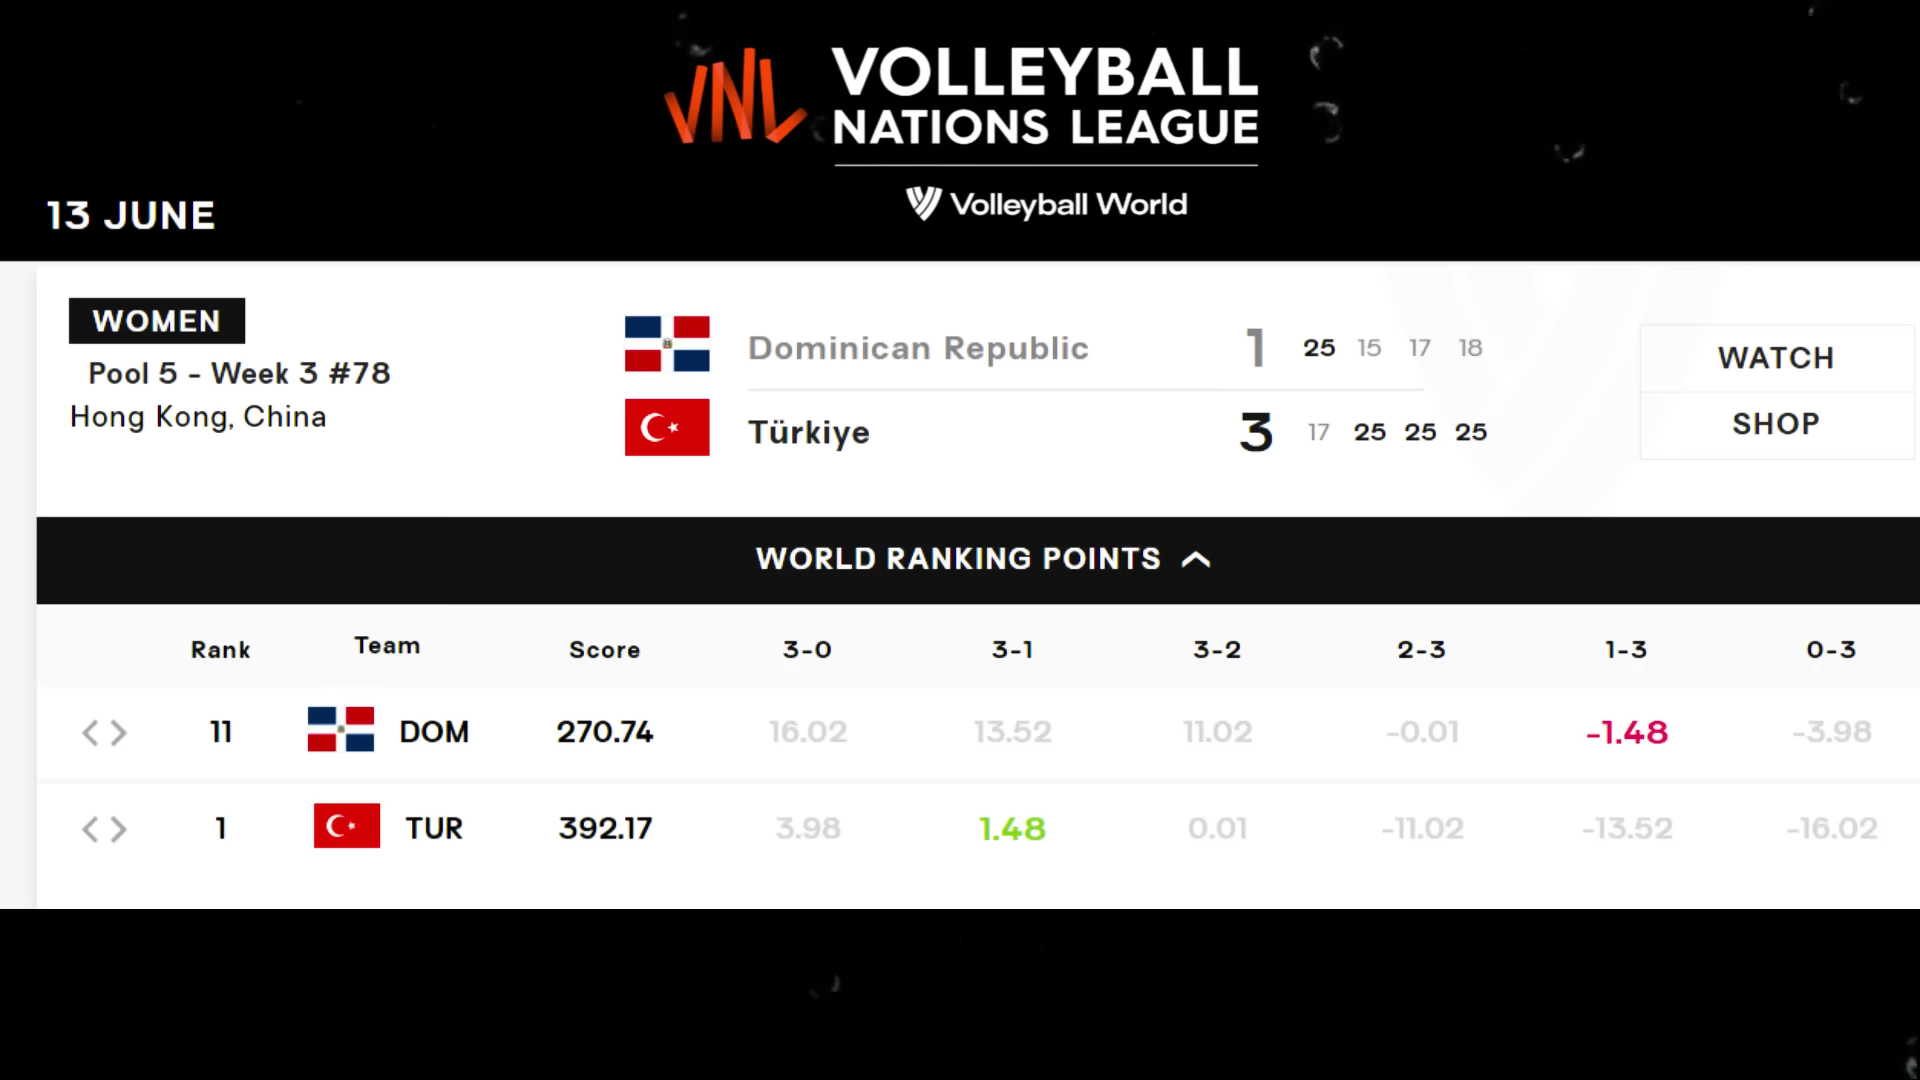 VNL VOLLEYBALL
NATIONS LEAGUE
Volleyball World
13 JUNE
WOMEN
Pool 5 - Week 3 #78
Hong Kong, China
Dominican Republic 1 25 15 17 18
Türkiye 3 17 25 25 25
WATCH
SHOP
WORLD RANKING POINTS
Rank Team Score 3-0 3-1 3-2 2-3 1-3 0-3
11 DOM 270.74 16.02 13.52 11.02 -0.01 -1.48 -3.98
1 TUR 392.17 3.98 1.48 0.01 -11.02 -13.52 -16.02